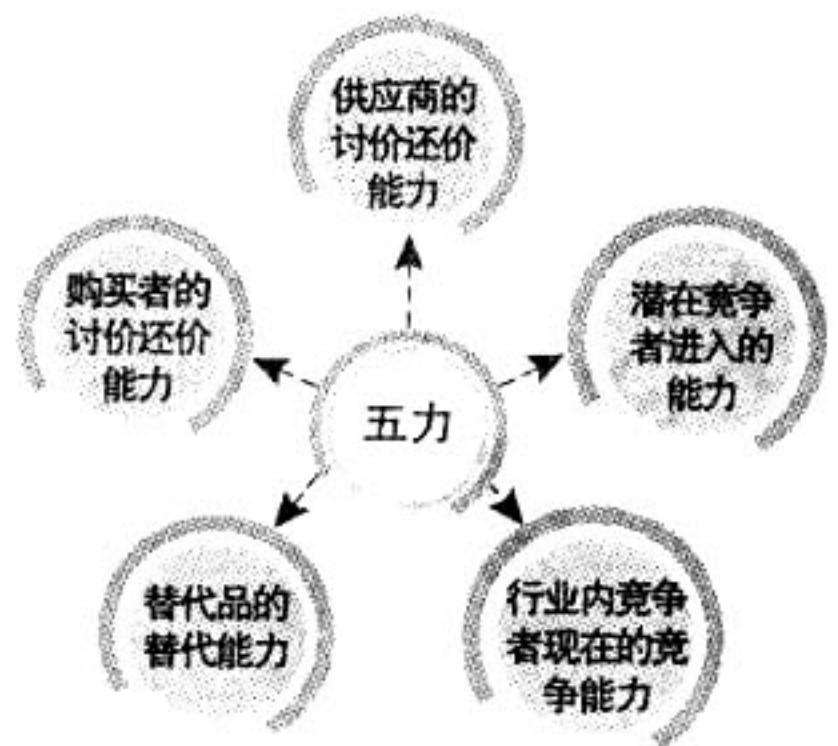 供应商的
讨价还价
能力
购买者的
讨价还价
能力
潜在竞争
者进入的
能力
五力
替代品的
替代能力
行业内竞争
者现在的竞
争能力